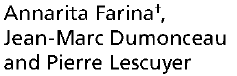 Annarita Farina†,
Jean-Marc Dumonceau
and Pierre Lescuyer